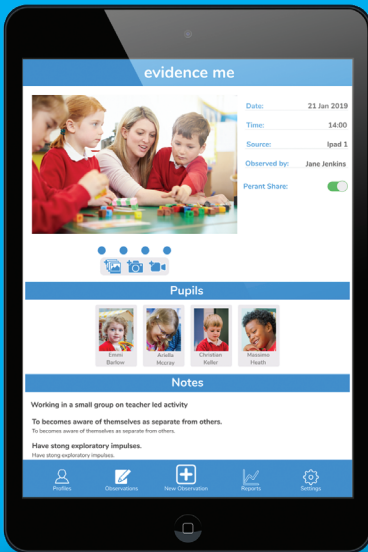 evidence me
Date: 21 Jan 2019
Time: 14:00
Source: Ipad 1
Observed by: Jane Jenkins
Perant Share:
Pupils
Emmi Barlow
Ariella Mccray
Christian Keller
Massimo Heath
Notes
Working in a small group on teacher led activity
To becomes aware of themselves as separate from others.
To becomes aware of themselves as separate from others.
Have stong exploratory impulses.
Have stong exploratory impulses.
Profiles
Observations
New Observation
Reports
Settings